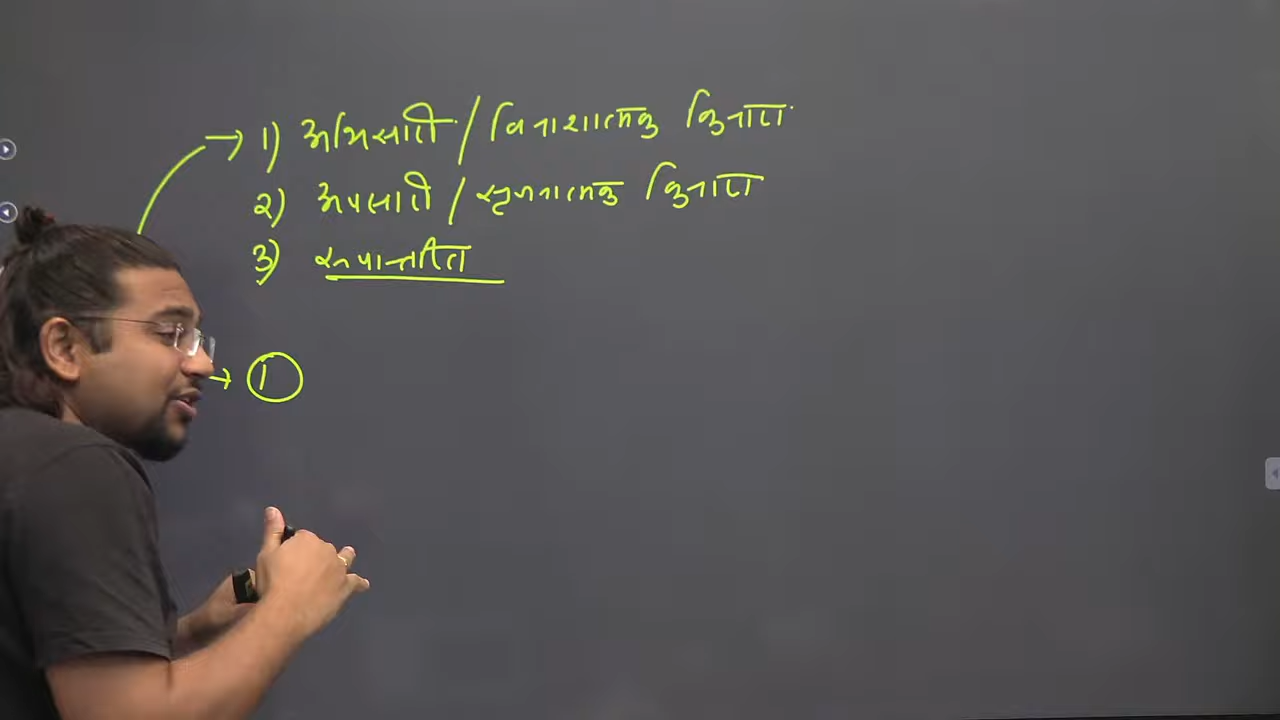 → 1) अभिसारी / विनाशात्मक किनारा
2) अपसारी / सृजनात्मक किनारा
3) रूपान्तरित
→ 1